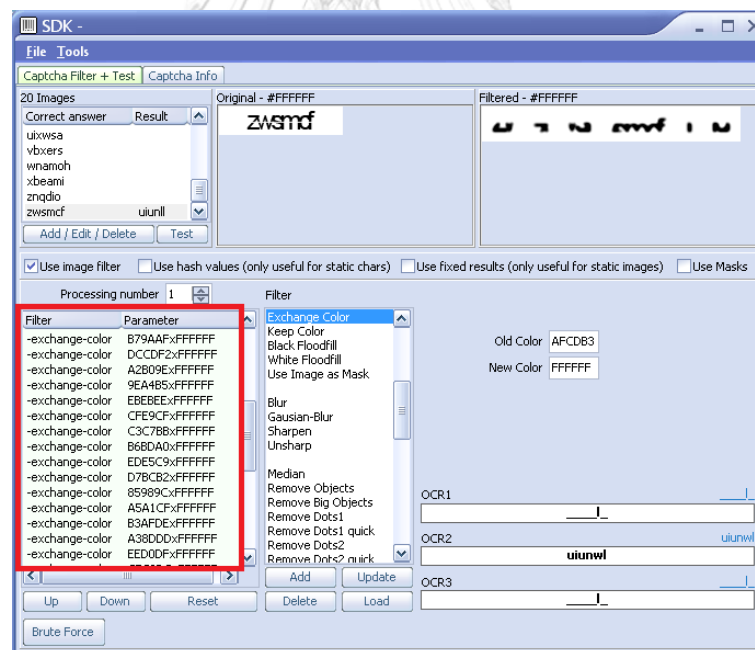 SDK -
File Tools
Captcha Filter + Test Captcha Info
20 Images Original - #FFFFFF Filtered - #FFFFFF
Correct answer Result
uixwsa
vbxers
wnamoh
xbeami
znqdio
zwsmcf uiunll
zwsmcf
Add / Edit / Delete Test
Use image filter Use hash values (only useful for static chars) Use fixed results (only useful for static images) Use Masks
Processing number 1 Filter
Filter Parameter
-exchange-color B79AAFxFFFFFF
-exchange-color DCCDF2xFFFFFF
-exchange-color A2B09ExFFFFFF
-exchange-color 9EA4B5xFFFFFF
-exchange-color EBEBEExFFFFFF
-exchange-color CFE9CFxFFFFFF
-exchange-color C3C7BBxFFFFFF
-exchange-color B6BDA0xFFFFFF
-exchange-color EDE5C9xFFFFFF
-exchange-color D7BCB2xFFFFFF
-exchange-color 85989CxFFFFFF
-exchange-color A5A1CFxFFFFFF
-exchange-color B3AFDExFFFFFF
-exchange-color A38DDDxFFFFFF
-exchange-color EED0DFxFFFFFF
Exchange Color
Keep Color
Black Floodfill
White Floodfill
Use Image as Mask
Blur
Gausian-Blur
Sharpen
Unsharp
Median
Remove Objects
Remove Big Objects
Remove Dots1
Remove Dots1 quick
Remove Dots2
Remove Dots2 quick
Old Color AFCDB3
New Color FFFFFF
OCR1 ___l_
___l_
OCR2 uiunwl
uiunwl
OCR3 ___l_
___l_
Up Down Reset
Add Update
Delete Load
Brute Force